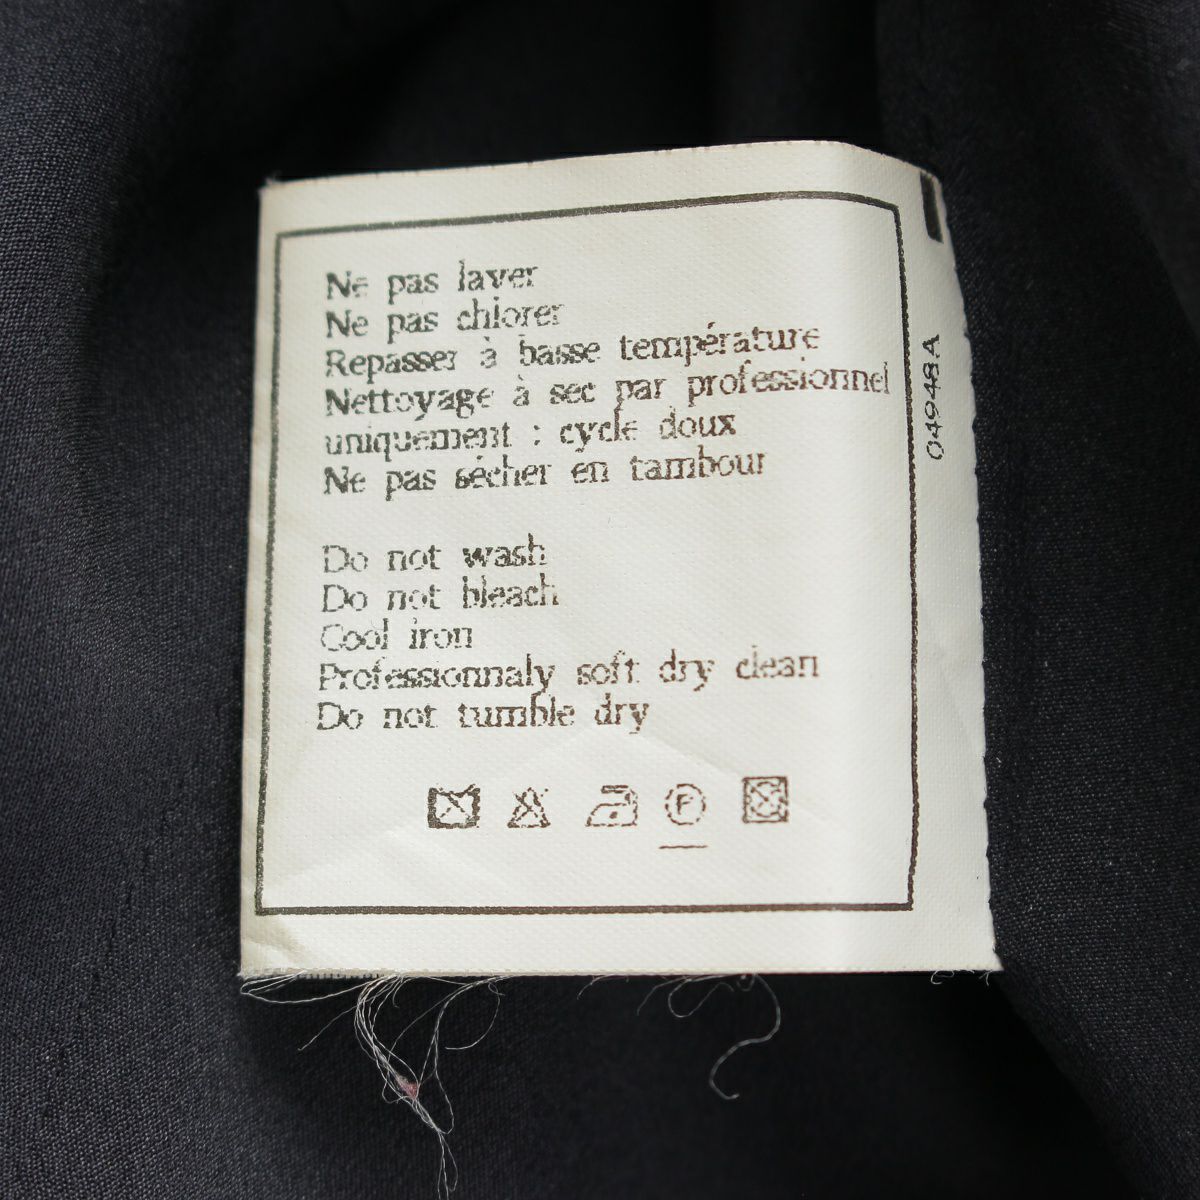 Ne pas laver
Ne pas chlorer
Repasser à basse température
Nettoyage à sec par professionnel
uniquement : cycle doux
Ne pas sécher en tambour
Do not wash
Do not bleach
Cool iron
Professionnaly soft dry clean
Do not tumble dry
F
04948A